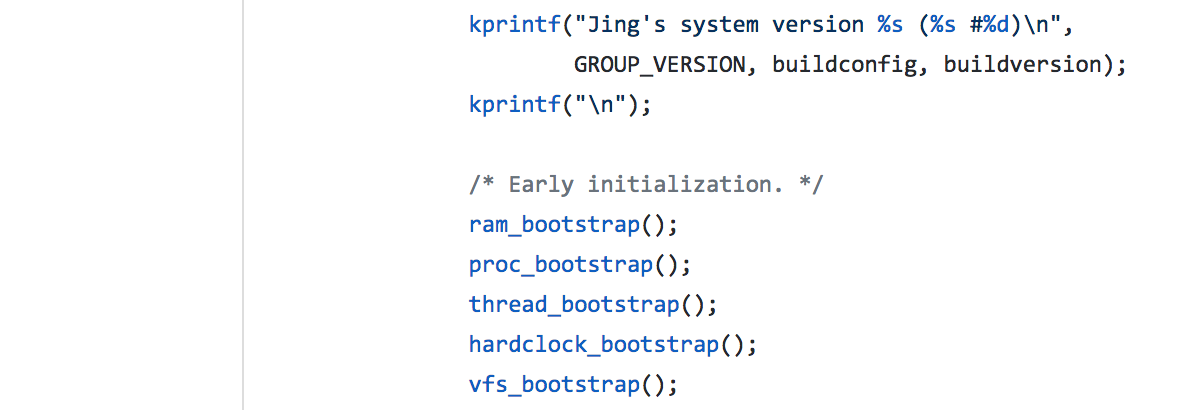 kprintf("Jing's system version %s (%s #%d)\n",
GROUP_VERSION, buildconfig, buildversion);
kprintf("\n");
/* Early initialization. */
ram_bootstrap();
proc_bootstrap();
thread_bootstrap();
hardclock_bootstrap();
vfs_bootstrap();